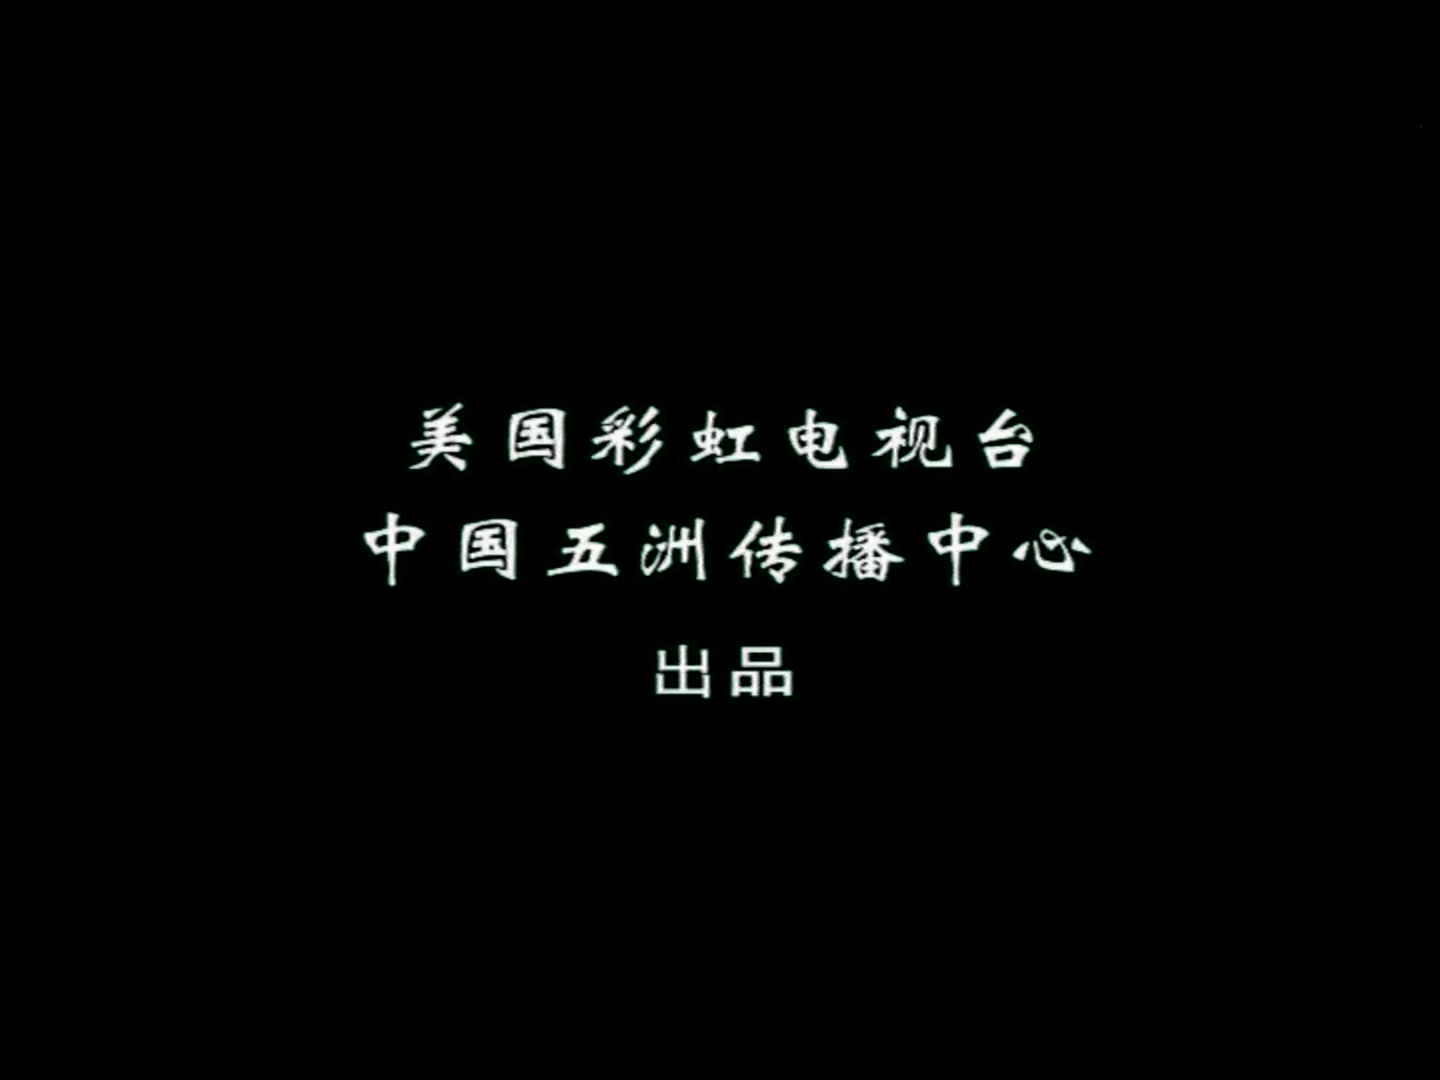 美国彩虹电视台
中国五洲传播中心
出品